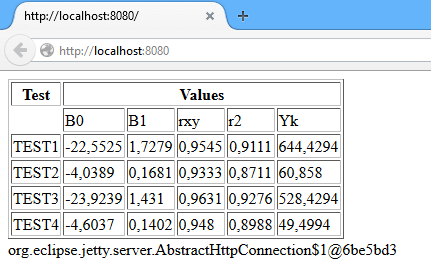 http://localhost:8080/
http://localhost:8080
Test Values
B0 B1 rxy r2 Yk
TEST1 -22,5525 1,7279 0,9545 0,9111 644,4294
TEST2 -4,0389 0,1681 0,9333 0,8711 60,858
TEST3 -23,9239 1,431 0,9631 0,9276 528,4294
TEST4 -4,6037 0,1402 0,948 0,8988 49,4994
org.eclipse.jetty.server.AbstractHttpConnection$1@6be5bd3